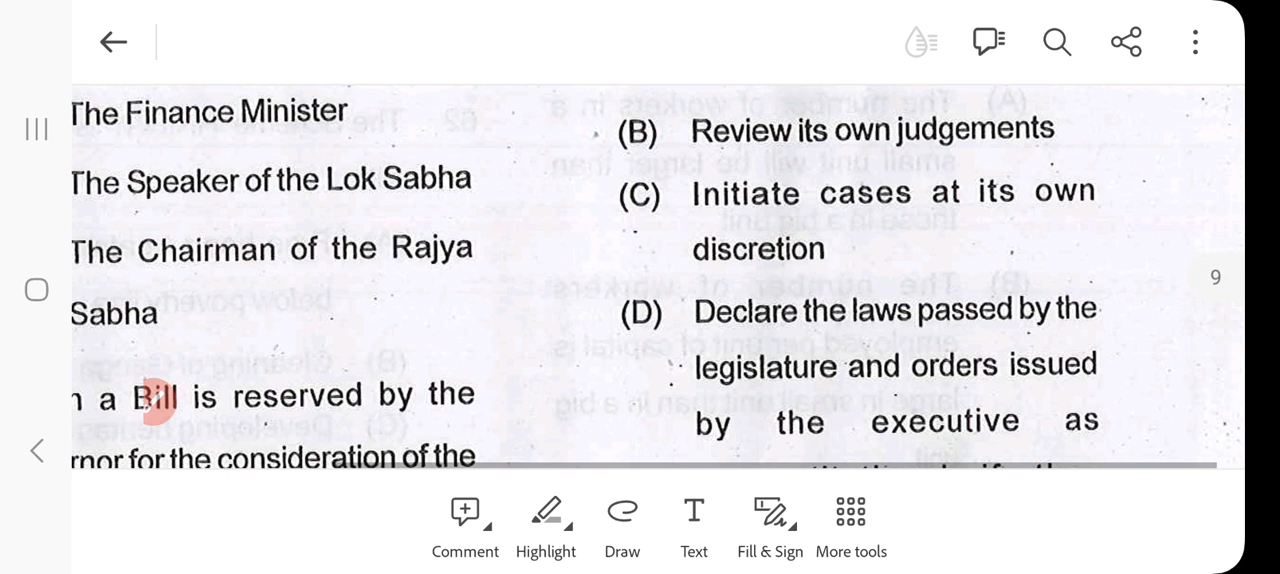 The Finance Minister
The Speaker of the Lok Sabha
The Chairman of the Rajya
Sabha
a Bill is reserved by the
for the consideration of the
(B) Review its own judgements
(C) Initiate cases at its own
discretion
(D) Declare the laws passed by the
legislature and orders issued
by the executive as
9
Comment Highlight Draw Text Fill & Sign More tools